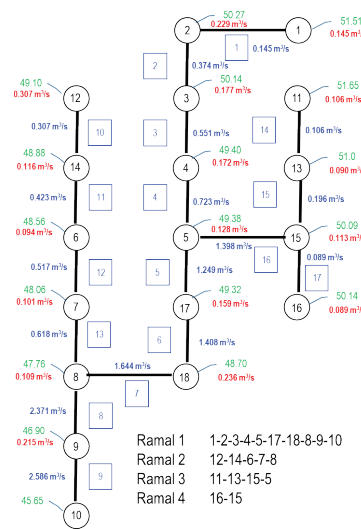 50.27
51.51
0.229 m³/s
0.145 m³/
2
1
1
0.145 m³/s
2
0.374 m³/s
49.10
50.14
51.65
0.307 m³/s
0.177 m³/s
0.106 m³/s
12
3
11
0.307 m³/s
10
3
0.551 m³/s
14
0.106 m³/s
48.88
49.40
51.0
0.116 m³/s
0.172 m³/s
0.090 m³/s
14
4
13
0.423 m³/s
11
4
0.723 m³/s
15
0.196 m³/s
48.56
49.38
50.09
0.094 m³/s
0.128 m³/s
0.113 m³/s
6
5
15
1.398 m³/s
0.517 m³/s
12
5
1.249 m³/s
16
0.089 m³/s
17
48.06
49.32
50.14
0.101 m³/s
0.159 m³/s
0.089 m³/s
7
17
16
0.618 m³/s
13
6
1.408 m³/s
47.76
1.644 m³/s
48.70
0.109 m³/s
0.236 m³/s
8
18
7
2.371 m³/s
8
46.90
0.215 m³/s
9
2.586 m³/s
9
45.65
10
Ramal 1 1-2-3-4-5-17-18-8-9-10
Ramal 2 12-14-6-7-8
Ramal 3 11-13-15-5
Ramal 4 16-15